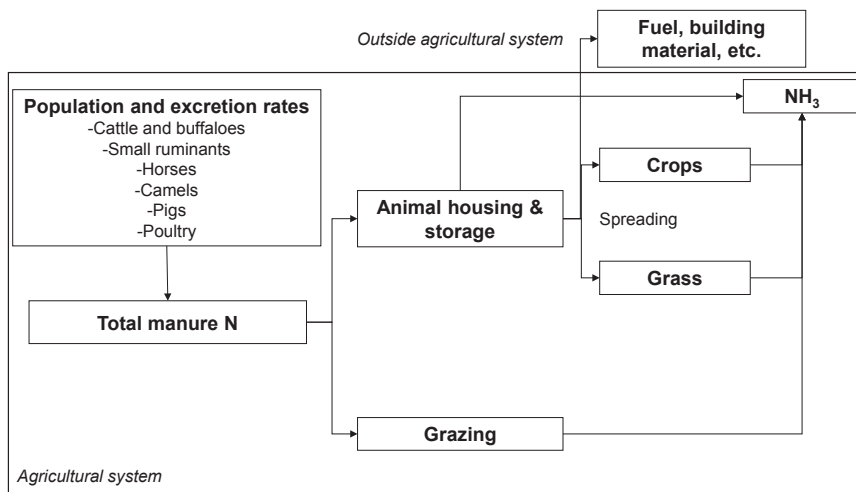 Outside agricultural system
Fuel, building
material, etc.
Population and excretion rates
-Cattle and buffaloes
-Small ruminants
-Horses
-Camels
-Pigs
-Poultry
NH₃
Crops
Animal housing &
storage
Spreading
Grass
Total manure N
Grazing
Agricultural system